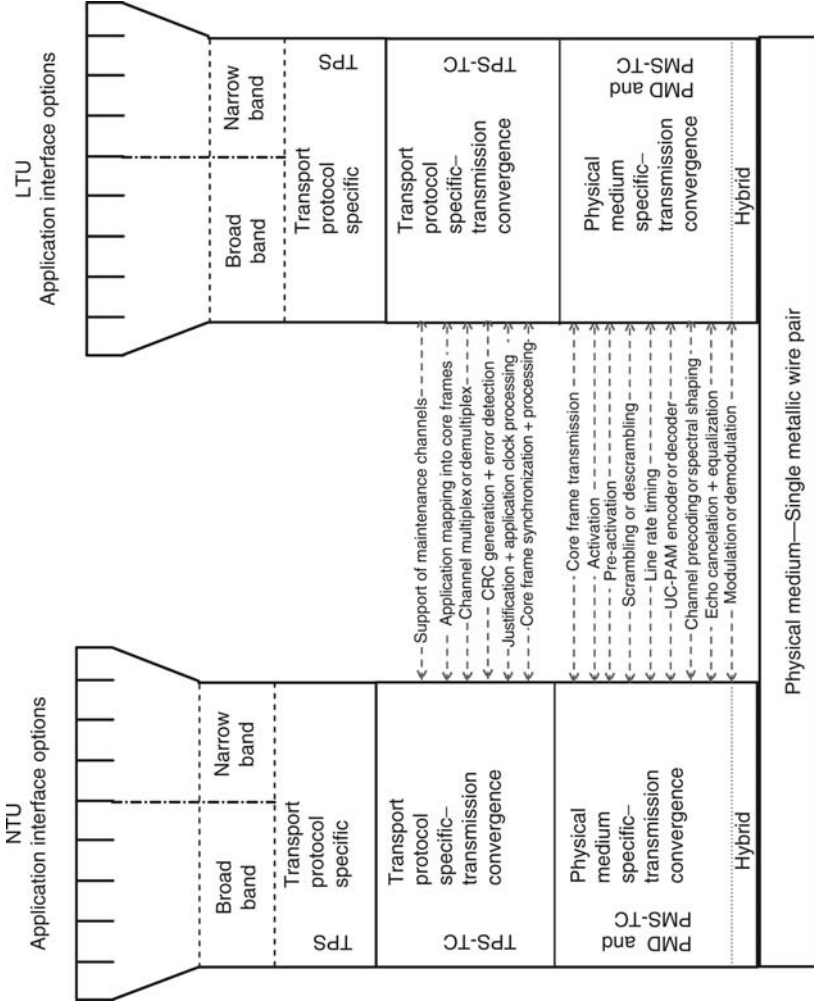 NTU
Application interface options
Broad
band
Narrow
band
Transport
protocol
specific
TPS
Transport
protocol
specific–
transmission
convergence
TPS-TC
Physical
medium
specific–
transmission
convergence
PMD and
PMS-TC
Hybrid
Support of maintenance channels
Application mapping into core frames
Channel multiplex or demultiplex
CRC generation + error detection
Justification + application clock processing
Core frame synchronization + processing
Core frame transmission
Activation
Pre-activation
Scrambling or descrambling
Line rate timing
UC-PAM encoder or decoder
Channel precoding or spectral shaping
Echo cancelation + equalization
Modulation or demodulation
LTU
Application interface options
Broad
band
Narrow
band
Transport
protocol
specific
TPS
Transport
protocol
specific–
transmission
convergence
TPS-TC
Physical
medium
specific–
transmission
convergence
PMD and
PMS-TC
Hybrid
Physical medium—Single metallic wire pair